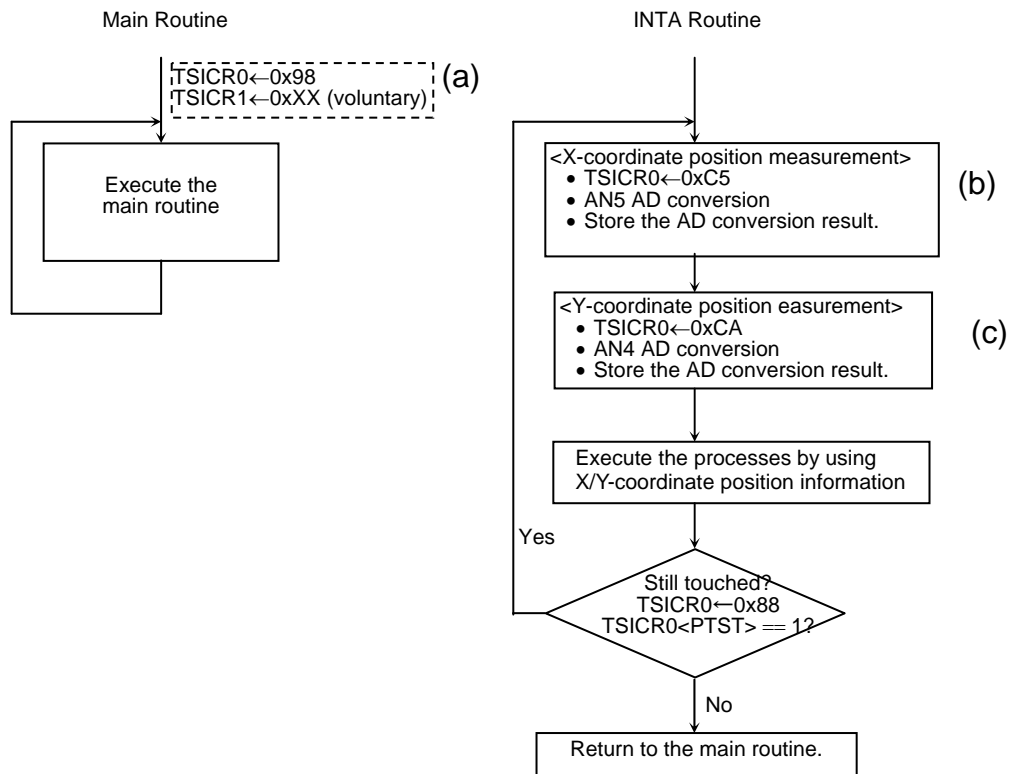 Main Routine
TSICR0←0x98
TSICR1←0xXX (voluntary)
(a)
Execute the
main routine
INTA Routine
<X-coordinate position measurement>
• TSICR0←0xC5
• AN5 AD conversion
• Store the AD conversion result.
(b)
<Y-coordinate position easurement>
• TSICR0←0xCA
• AN4 AD conversion
• Store the AD conversion result.
(c)
Execute the processes by using
X/Y-coordinate position information
Yes
Still touched?
TSICR0←0x88
TSICR0<PTST> == 1?
No
Return to the main routine.